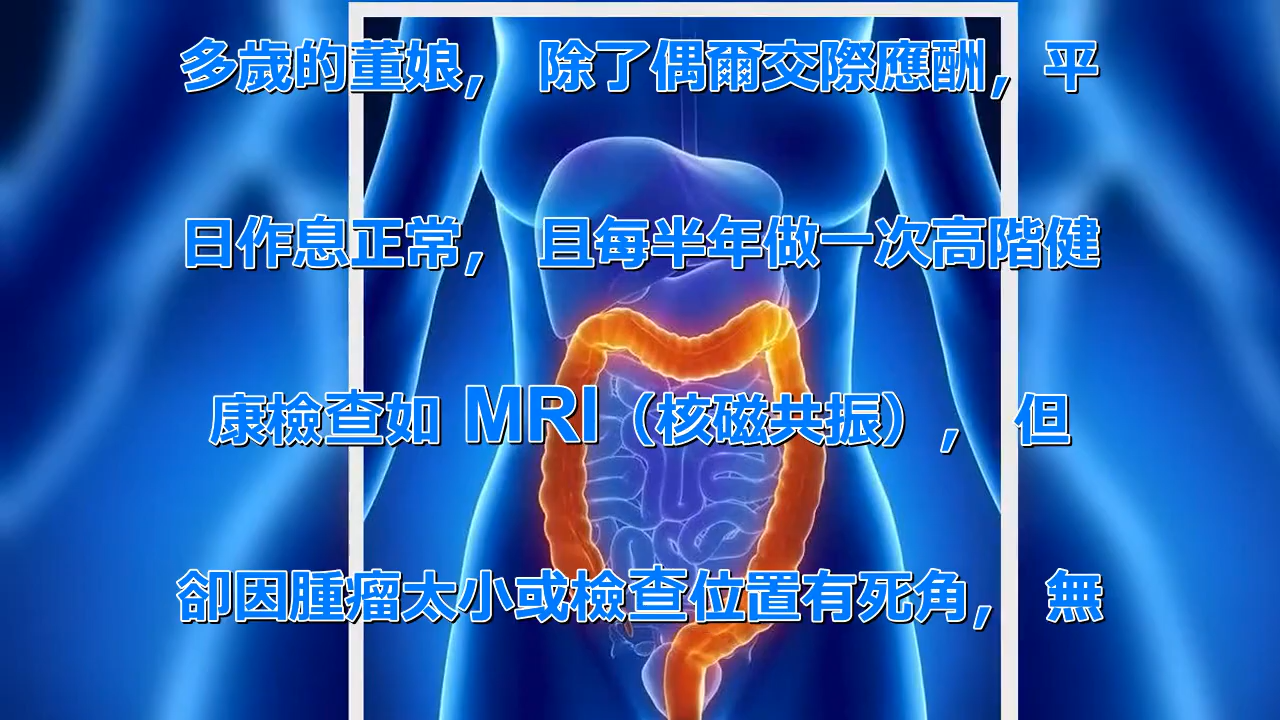 多歲的董娘， 除了偶爾交際應酬，平
日作息正常， 且每半年做一次高階健
康檢查如 MRI（核磁共振）， 但
卻因腫瘤太小或檢查位置有死角， 無